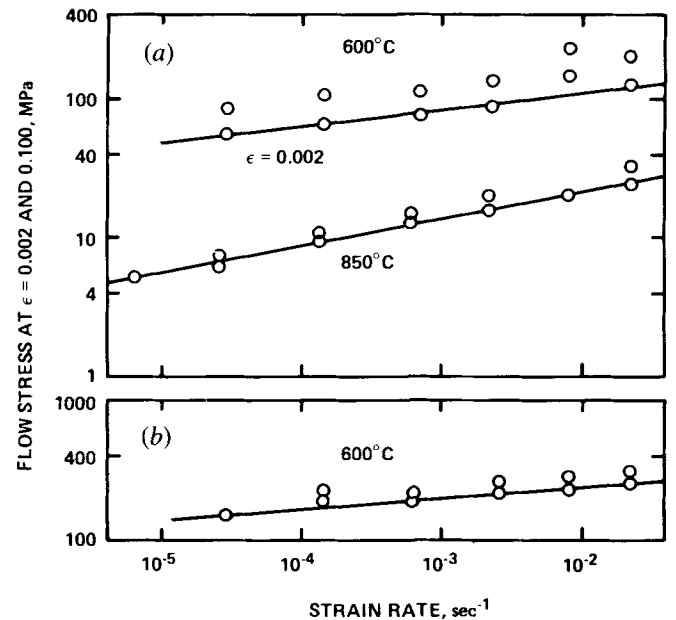 FLOW STRESS AT ϵ = 0.002 AND 0.100, MPa
400
100
40
10
4
1
(a)
600°C
ϵ = 0.002
850°C
1000
400
100
(b)
600°C
10⁻⁵
10⁻⁴
10⁻³
10⁻²
STRAIN RATE, sec⁻¹